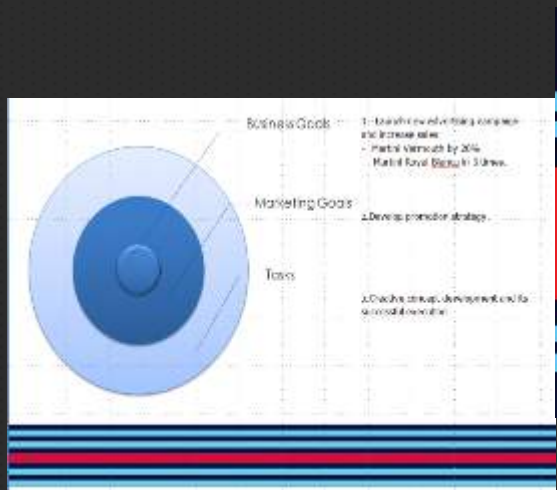 Business Goals
1. Launch new advertising campaign
and increase sales:
- Martini Vermouth by 20%
Martini Royal Bianco in 3 times.
Marketing Goals
2.Develop promotion strategy.
Tasks
3.Creative concept development and its
successful execution